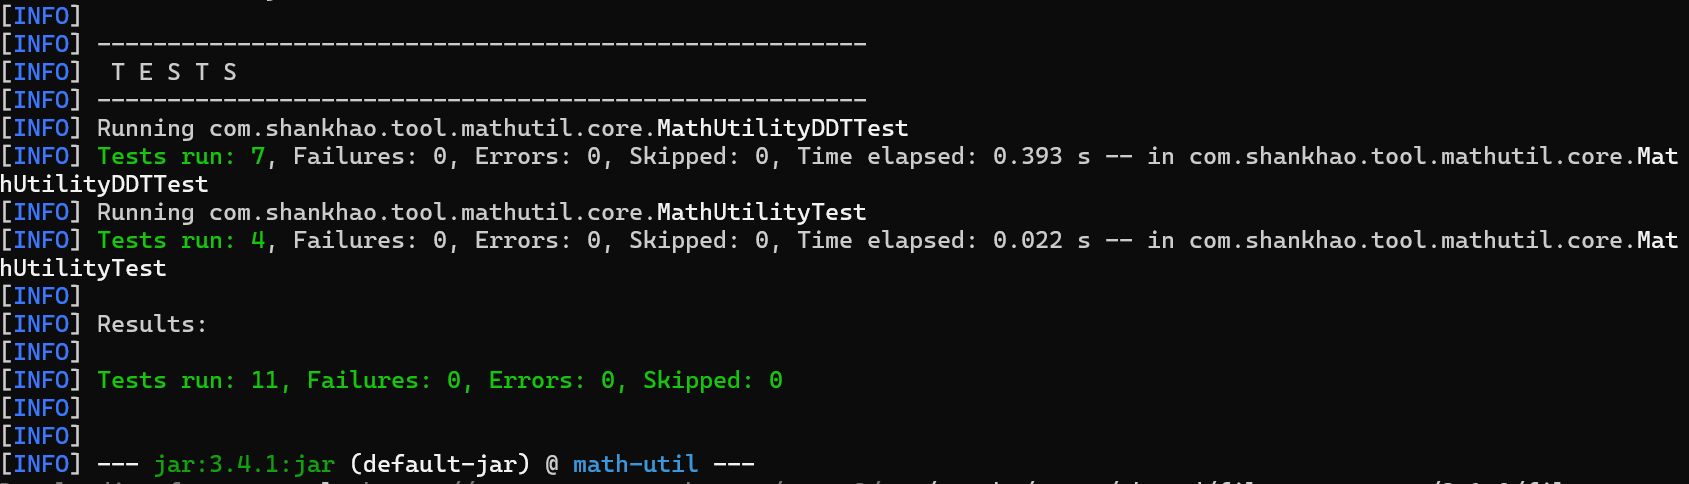 [INFO]
[INFO] -------------------------------------------------------
[INFO]  T E S T S
[INFO] -------------------------------------------------------
[INFO] Running com.shankhao.tool.mathutil.core.MathUtilityDDTTest
[INFO] Tests run: 7, Failures: 0, Errors: 0, Skipped: 0, Time elapsed: 0.393 s -- in com.shankhao.tool.mathutil.core.Mat
hUtilityDDTTest
[INFO] Running com.shankhao.tool.mathutil.core.MathUtilityTest
[INFO] Tests run: 4, Failures: 0, Errors: 0, Skipped: 0, Time elapsed: 0.022 s -- in com.shankhao.tool.mathutil.core.Mat
hUtilityTest
[INFO]
[INFO] Results:
[INFO]
[INFO] Tests run: 11, Failures: 0, Errors: 0, Skipped: 0
[INFO]
[INFO]
[INFO] --- jar:3.4.1:jar (default-jar) @ math-util ---